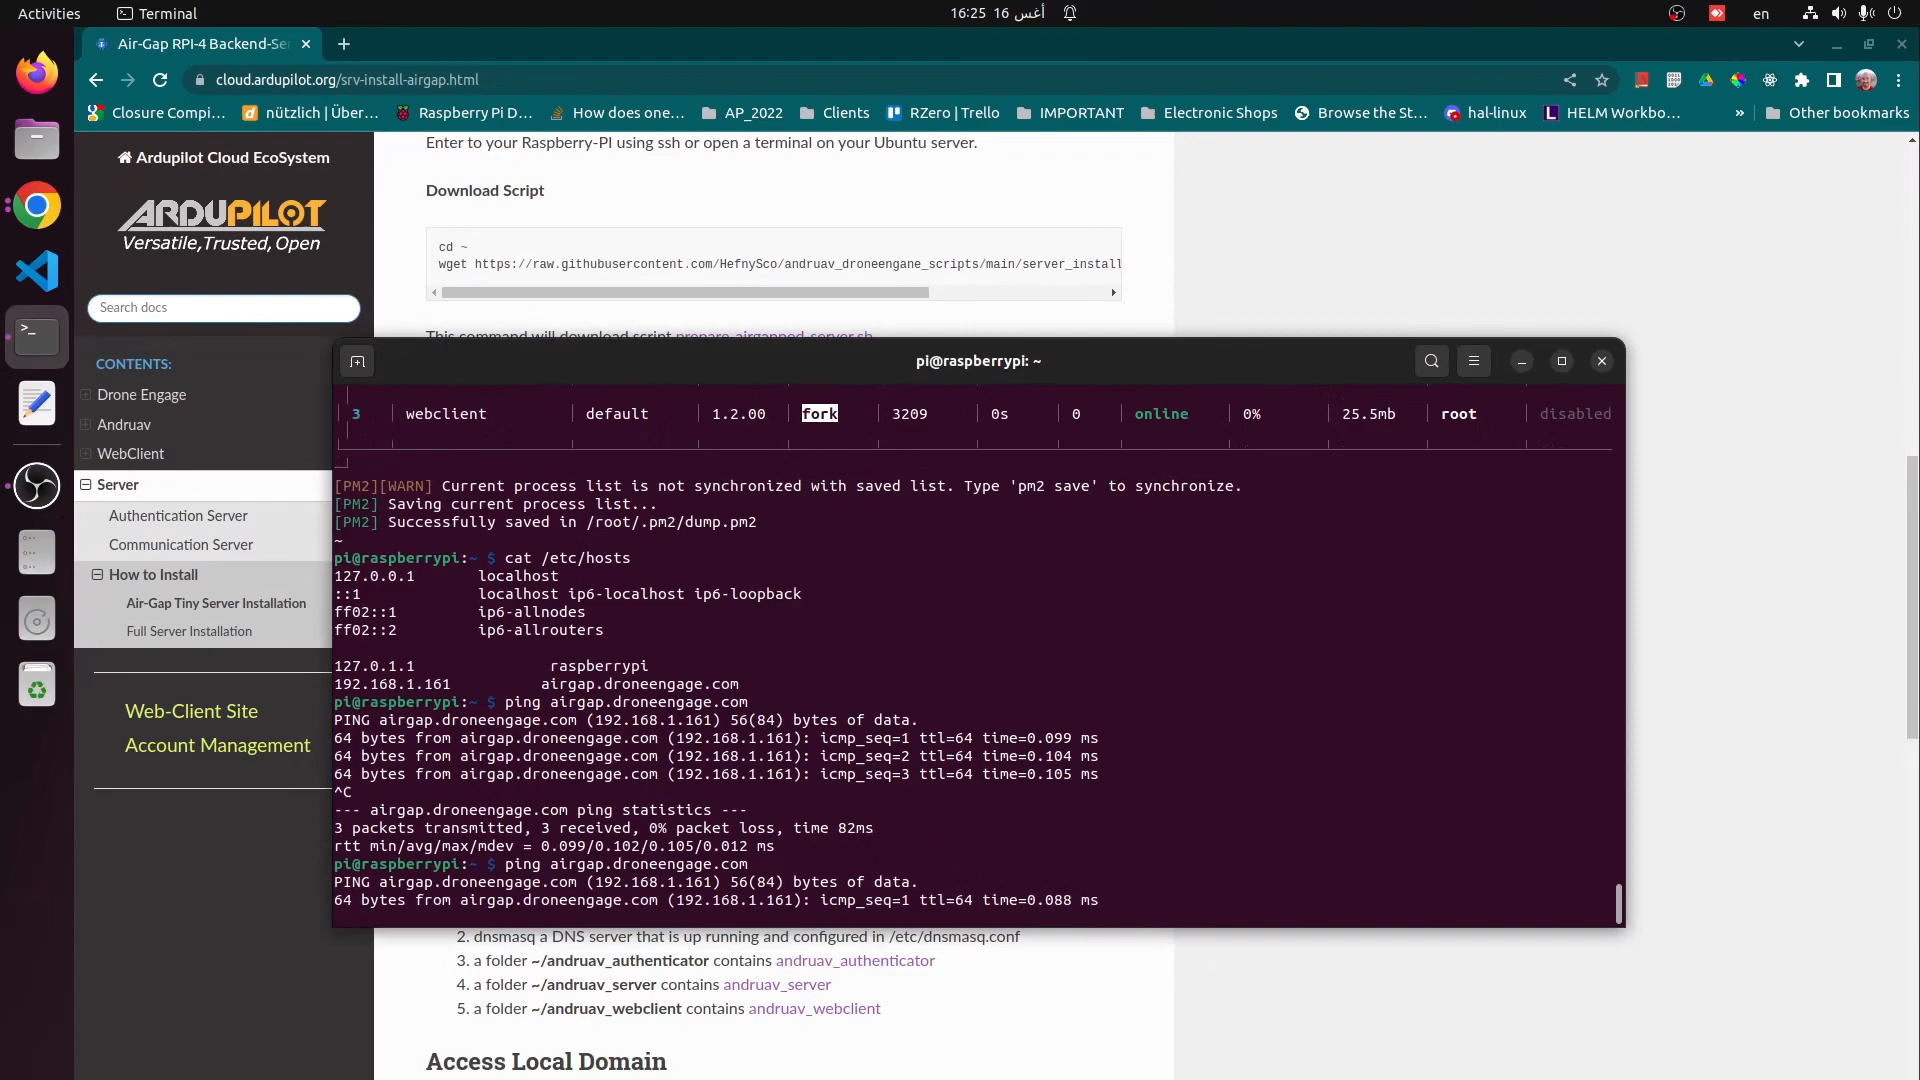 Activities
Terminal
16:25 16 أغس
en
Air-Gap RPI-4 Backend-Se
cloud.ardupilot.org/srv-install-airgap.html
Closure Compi...
nützlich | Über...
Raspberry Pi D...
How does one...
AP_2022
Clients
RZero | Trello
IMPORTANT
Electronic Shops
Browse the St...
hal-linux
HELM Workbo...
»
Other bookmarks
Ardupilot Cloud EcoSystem
ARDUPILOT
Versatile,Trusted, Open
Search docs
CONTENTS:
Drone Engage
Andruav
WebClient
Server
Authentication Server
Communication Server
How to Install
Air-Gap Tiny Server Installation
Full Server Installation
Web-Client Site
Account Management
Enter to your Raspberry-PI using ssh or open a terminal on your Ubuntu server.
Download Script
cd ~
wget https://raw.githubusercontent.com/HefnySco/andruav_droneengane_scripts/main/server_install
This command will download script prepare-airgapped-server.sh
pi@raspberrypi: ~
3 webclient default 1.2.00 fork 3209 0s 0 online 0% 25.5mb root disabled
[PM2][WARN] Current process list is not synchronized with saved list. Type 'pm2 save' to synchronize.
[PM2] Saving current process list...
[PM2] Successfully saved in /root/.pm2/dump.pm2
~
pi@raspberrypi:~ $ cat /etc/hosts
127.0.0.1 localhost
::1 localhost ip6-localhost ip6-loopback
ff02::1 ip6-allnodes
ff02::2 ip6-allrouters
127.0.1.1 raspberrypi
192.168.1.161 airgap.droneengage.com
pi@raspberrypi:~ $ ping airgap.droneengage.com
PING airgap.droneengage.com (192.168.1.161) 56(84) bytes of data.
64 bytes from airgap.droneengage.com (192.168.1.161): icmp_seq=1 ttl=64 time=0.099 ms
64 bytes from airgap.droneengage.com (192.168.1.161): icmp_seq=2 ttl=64 time=0.104 ms
64 bytes from airgap.droneengage.com (192.168.1.161): icmp_seq=3 ttl=64 time=0.105 ms
^C
--- airgap.droneengage.com ping statistics ---
3 packets transmitted, 3 received, 0% packet loss, time 82ms
rtt min/avg/max/mdev = 0.099/0.102/0.105/0.012 ms
pi@raspberrypi:~ $ ping airgap.droneengage.com
PING airgap.droneengage.com (192.168.1.161) 56(84) bytes of data.
64 bytes from airgap.droneengage.com (192.168.1.161): icmp_seq=1 ttl=64 time=0.088 ms
2. dnsmasq a DNS server that is up running and configured in /etc/dnsmasq.conf
3. a folder ~/andruav_authenticator contains andruav_authenticator
4. a folder ~/andruav_server contains andruav_server
5. a folder ~/andruav_webclient contains andruav_webclient
Access Local Domain